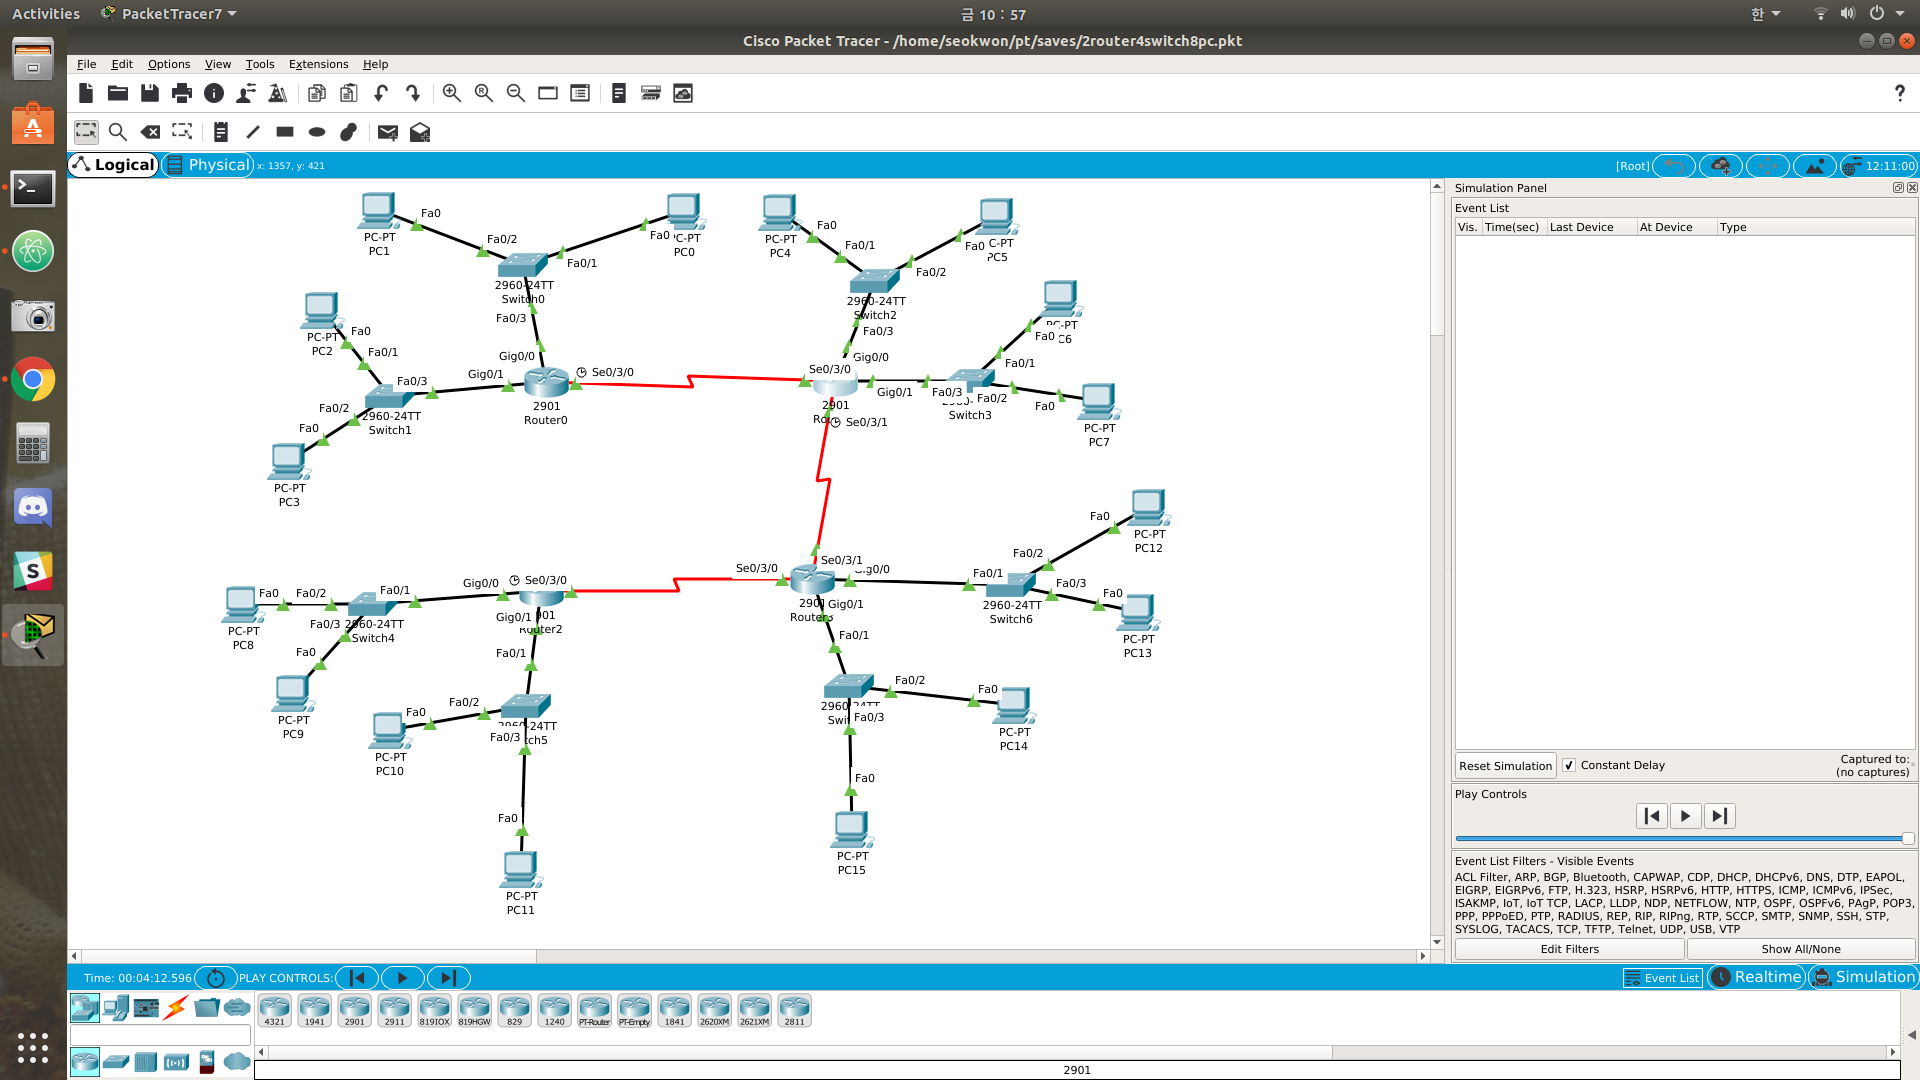 Activities
PacketTracer7
금 10 : 57
한
Cisco Packet Tracer - /home/seokwon/pt/saves/2router4switch8pc.pkt
File Edit Options View Tools Extensions Help
?
Logical
Physical
x: 1357, y: 421
[Root]
12:11:00
Fa0
PC-PT
PC1
Fa0/2
Fa0/1
Fa0
C-PT
PC0
2960-24TT
Switch0
Fa0/3
Fa0
PC-PT
PC4
Fa0/1
Fa0/2
Fa0
C-PT
PC5
2960-24TT
Switch2
Fa0/3
Fa0
PC-PT
PC2
Fa0/1
Fa0/3
Fa0/2
2960-24TT
Switch1
Fa0
PC-PT
PC3
Gig0/0
Gig0/1
Se0/3/0
2901
Router0
Gig0/0
Se0/3/0
Gig0/1
2901
Se0/3/1
Fa0
PC-PT
C6
Fa0/1
Fa0/3
Fa0/2
Switch3
Fa0
PC-PT
PC7
Fa0
PC-PT
PC12
Fa0/2
Fa0/1
Fa0/3
2960-24TT
Switch6
Fa0
PC-PT
PC13
Se0/3/0
Se0/3/1
g0/0
Gig0/1
Router3
Fa0/1
Fa0/2
Fa0/3
Fa0
PC-PT
PC14
Fa0
PC-PT
PC15
Fa0
Fa0/2
Fa0/1
Fa0/3
2960-24TT
Switch4
PC-PT
PC8
Fa0
PC-PT
PC9
Gig0/0
Se0/3/0
Gig0/1
901
Router2
Fa0/1
Fa0/2
Fa0
PC-PT
PC10
2960-24TT
tch5
Fa0/3
Fa0
PC-PT
PC11
Simulation Panel
Event List
Vis. Time(sec) Last Device At Device Type
Reset Simulation
Constant Delay
Captured to:
(no captures)
Play Controls
Event List Filters - Visible Events
ACL Filter, ARP, BGP, Bluetooth, CAPWAP, CDP, DHCP, DHCPv6, DNS, DTP, EAPOL,
EIGRP, EIGRPv6, FTP, H.323, HSRP, HSRPv6, HTTP, HTTPS, ICMP, ICMPv6, IPSec,
ISAKMP, IoT, IoT TCP, LACP, LLDP, NDP, NETFLOW, NTP, OSPF, OSPFv6, PAgP, POP3,
PPP, PPPoED, PTP, RADIUS, REP, RIP, RIPng, RTP, SCCP, SMTP, SNMP, SSH, STP,
SYSLOG, TACACS, TCP, TFTP, Telnet, UDP, USB, VTP
Edit Filters
Show All/None
Time: 00:04:12.596
PLAY CONTROLS:
Event List
Realtime
Simulation
4321 1941 2901 2911 819IOX 819HGW 829 1240 PT-Router PT-Empty 1841 2620XM 2621XM 2811
2901